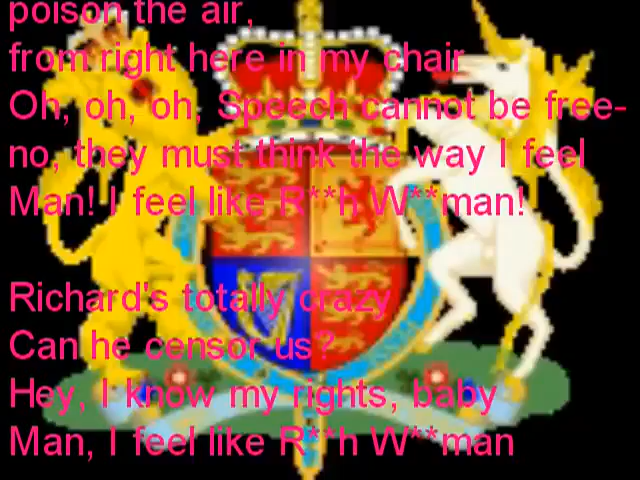 poison the air,
from right here in my chair
Oh, oh, oh, Speech cannot be free-
no, they must think the way I feel
Man! I feel like R**h W**man!
Richard's totally crazy
Can he censor us?
Hey, I know my rights, baby
Man, I feel like R**h W**man